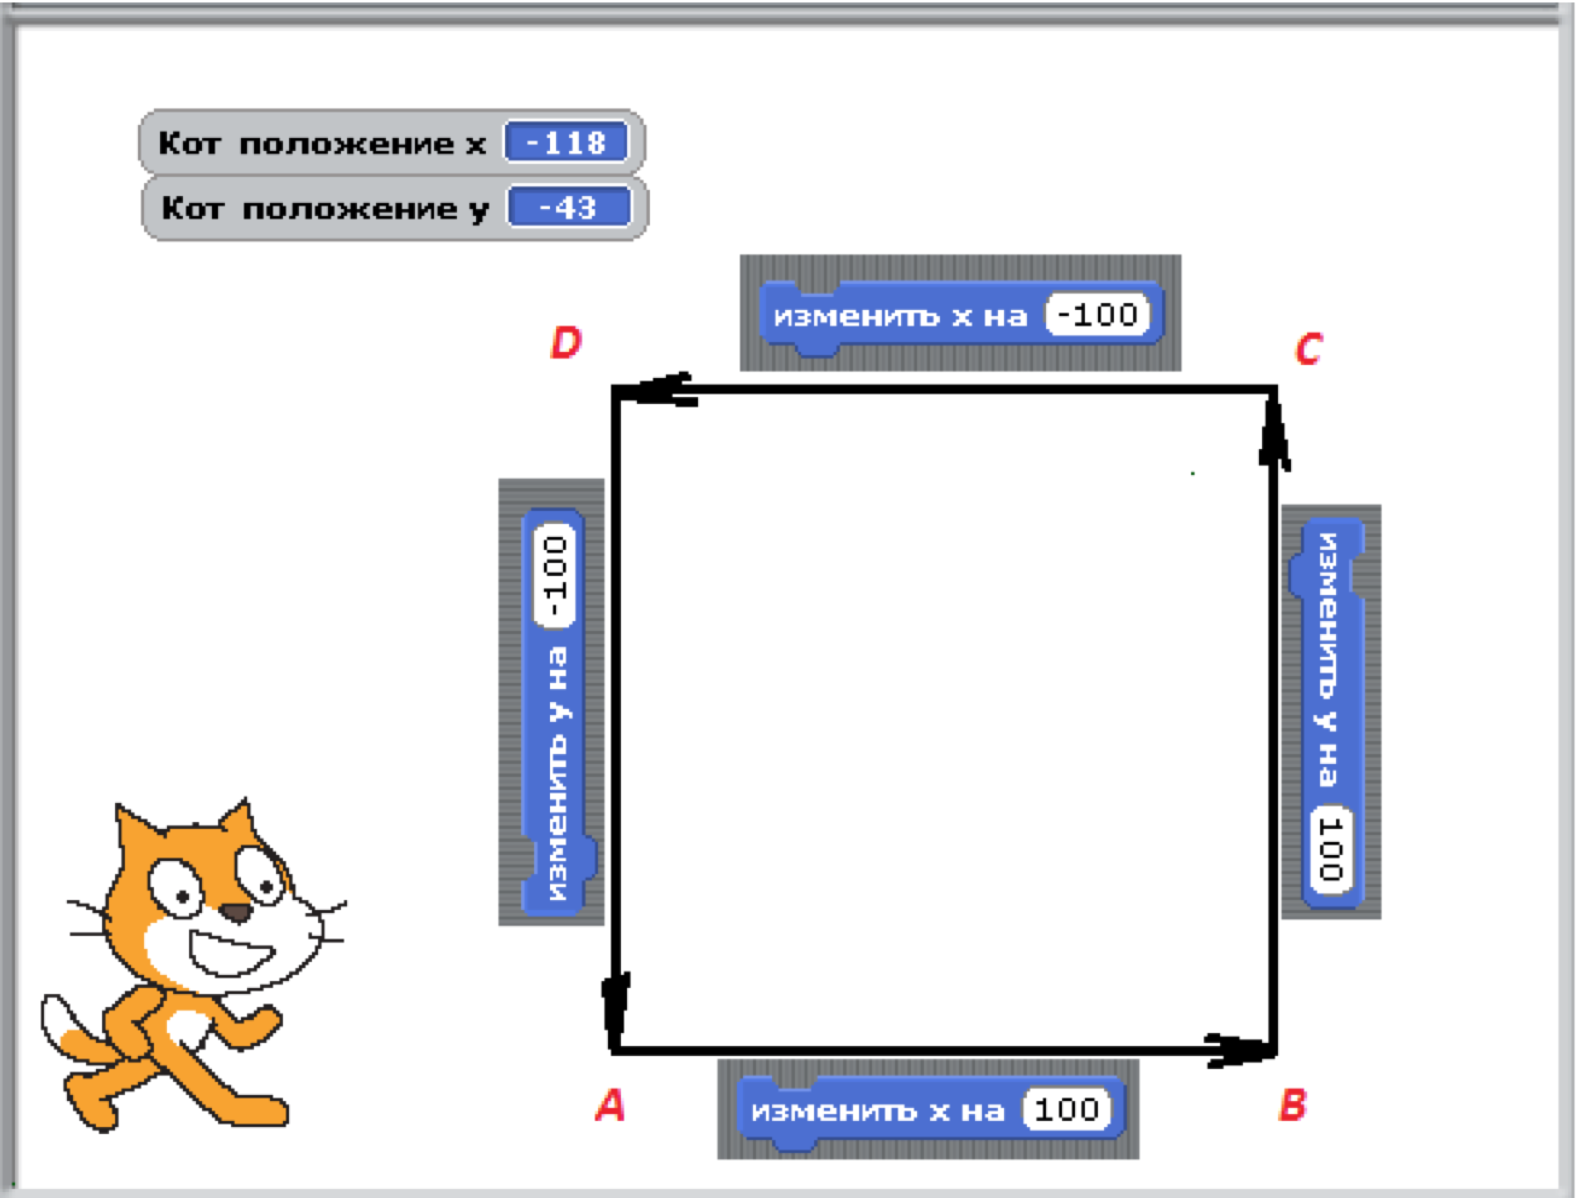 Кот положение x -118
Кот положение y -43
изменить x на -100
D
C
изменить y на -100
изменить y на 100
A
B
изменить x на 100